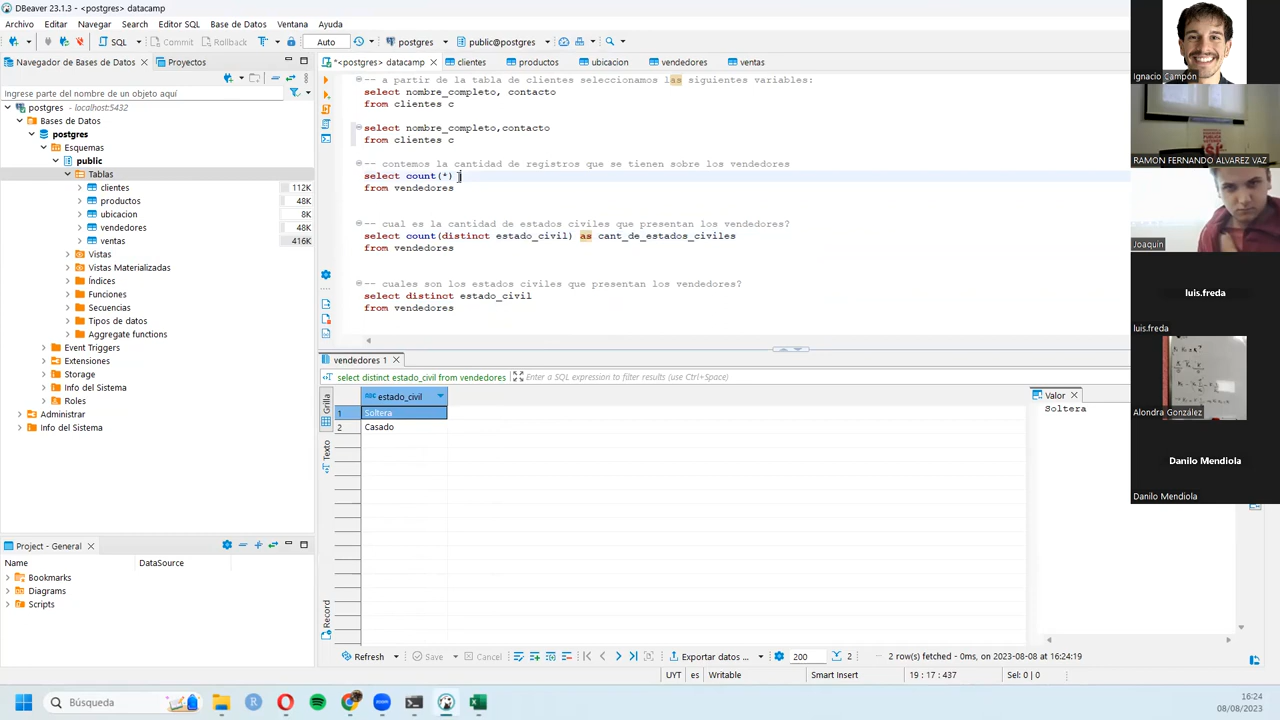 DBeaver 23.1.3 - <postgres> datacamp
Archivo Editar Navegar Search Editor SQL Base de Datos Ventana Ayuda
SQL Commit Rollback Auto postgres public@postgres
Navegador de Bases de Datos Proyectos
*<postgres> datacamp clientes productos ubicacion vendedores ventas
Ingrese parte del nombre de un objeto aquí
postgres - localhost:5432
Bases de Datos
postgres
Esquemas
public
Tablas
clientes 112K
productos 48K
ubicacion 8K
vendedores 48K
ventas 416K
Vistas
Vistas Materializadas
Índices
Funciones
Secuencias
Tipos de datos
Aggregate functions
Event Triggers
Extensiones
Storage
Info del Sistema
Roles
Administrar
Info del Sistema
Project - General
Name DataSource
Bookmarks
Diagrams
Scripts
-- a partir de la tabla de clientes seleccionamos las siguientes variables:
select nombre_completo, contacto
from clientes c
select nombre_completo,contacto
from clientes c
-- contemos la cantidad de registros que se tienen sobre los vendedores
select count(*)
from vendedores
-- cual es la cantidad de estados civiles que presentan los vendedores?
select count(distinct estado_civil) as cant_de_estados_civiles
from vendedores
-- cuales son los estados civiles que presentan los vendedores?
select distinct estado_civil
from vendedores
vendedores 1
select distinct estado_civil from vendedores Enter a SQL expression to filter results (use Ctrl+Space)
Grilla
Texto
Record
estado_civil
1 Soltera
2 Casado
Valor
Soltera
Refresh Save Cancel Exportar datos ... 200 2 2 row(s) fetched - 0ms, on 2023-08-08 at 16:24:19
UYT es Writable Smart Insert 19 : 17 : 437 Sel: 0 | 0
Búsqueda
16:24
08/08/2023
Ignacio Campón
RAMON FERNANDO ALVAREZ VAZ
Joaquin
luis.freda
luis.freda
Alondra González
Danilo Mendiola
Danilo Mendiola